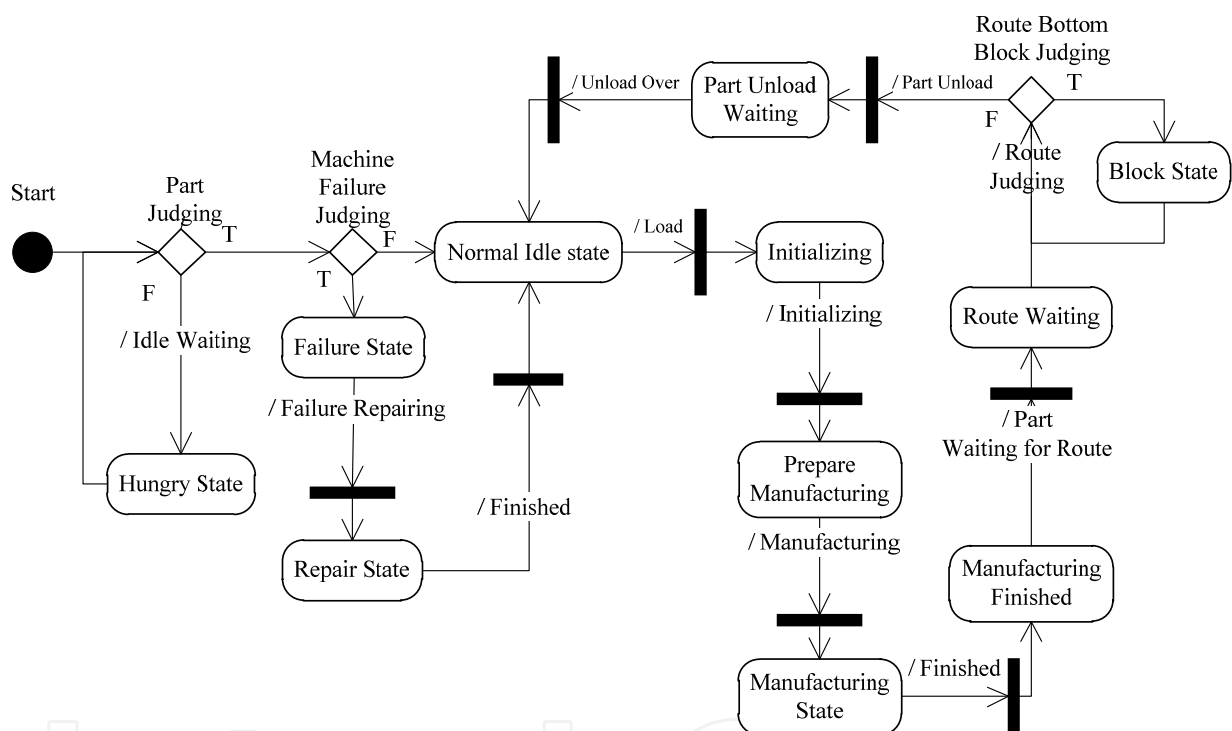 Route Bottom
Block Judging
/ Unload Over
Part Unload
Waiting
/ Part Unload
T
F
/ Route
Judging
Block State
Start
Part
Judging
T
F
Machine
Failure
Judging
F
T
Normal Idle state
/ Load
Initializing
/ Initializing
Route Waiting
/ Idle Waiting
Failure State
/ Failure Repairing
Hungry State
/ Finished
Repair State
Prepare
Manufacturing
/ Manufacturing
/ Part
Waiting for Route
Manufacturing
Finished
Manufacturing
State
/ Finished